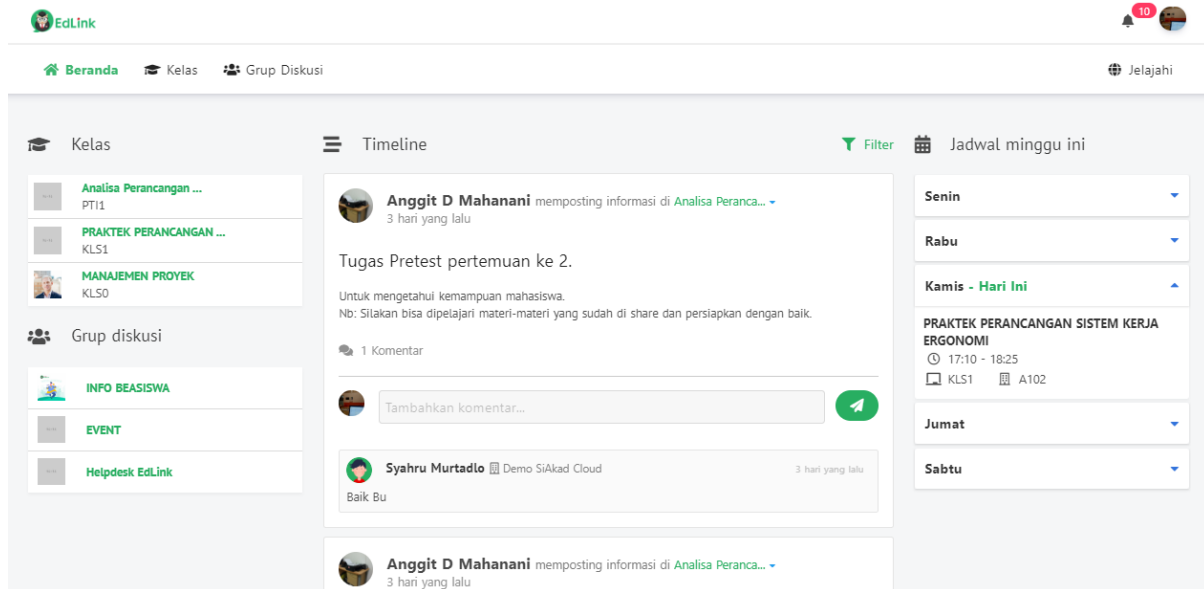 EdLink
10
Beranda
Kelas
Grup Diskusi
Jelajahi
Kelas
Analisa Perancangan ...
PTI1
PRAKTEK PERANCANGAN ...
KLS1
MANAJEMEN PROYEK
KLS0
Grup diskusi
INFO BEASISWA
EVENT
Helpdesk EdLink
Timeline
Filter
Anggit D Mahanani memposting informasi di Analisa Peranca...
3 hari yang lalu
Tugas Pretest pertemuan ke 2.
Untuk mengetahui kemampuan mahasiswa.
Nb: Silakan bisa dipelajari materi-materi yang sudah di share dan persiapkan dengan baik.
1 Komentar
Tambahkan komentar...
Syahru Murtadlo Demo SiAkad Cloud
3 hari yang lalu
Baik Bu
Anggit D Mahanani memposting informasi di Analisa Peranca...
3 hari yang lalu
Jadwal minggu ini
Senin
Rabu
Kamis - Hari Ini
PRAKTEK PERANCANGAN SISTEM KERJA
ERGONOMI
17:10 - 18:25
KLS1 A102
Jumat
Sabtu